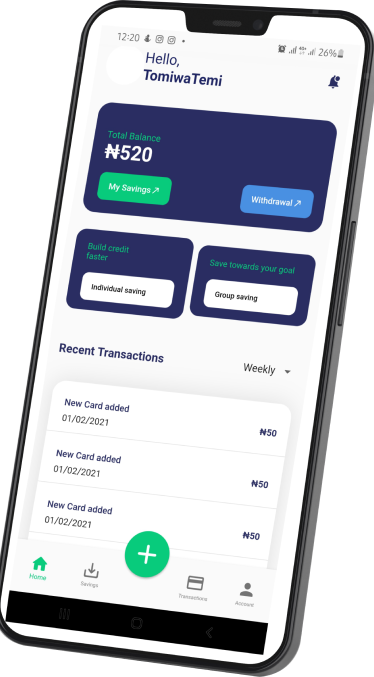 12:20
26%
Hello,
TomiwaTemi
Total Balance
₦520
My Savings
Withdrawal
Build credit
faster
Save towards your goal
Individual saving
Group saving
Recent Transactions
Weekly
New Card added
01/02/2021
₦50
New Card added
01/02/2021
₦50
New Card added
01/02/2021
₦50
Home
Savings
Transactions
Account